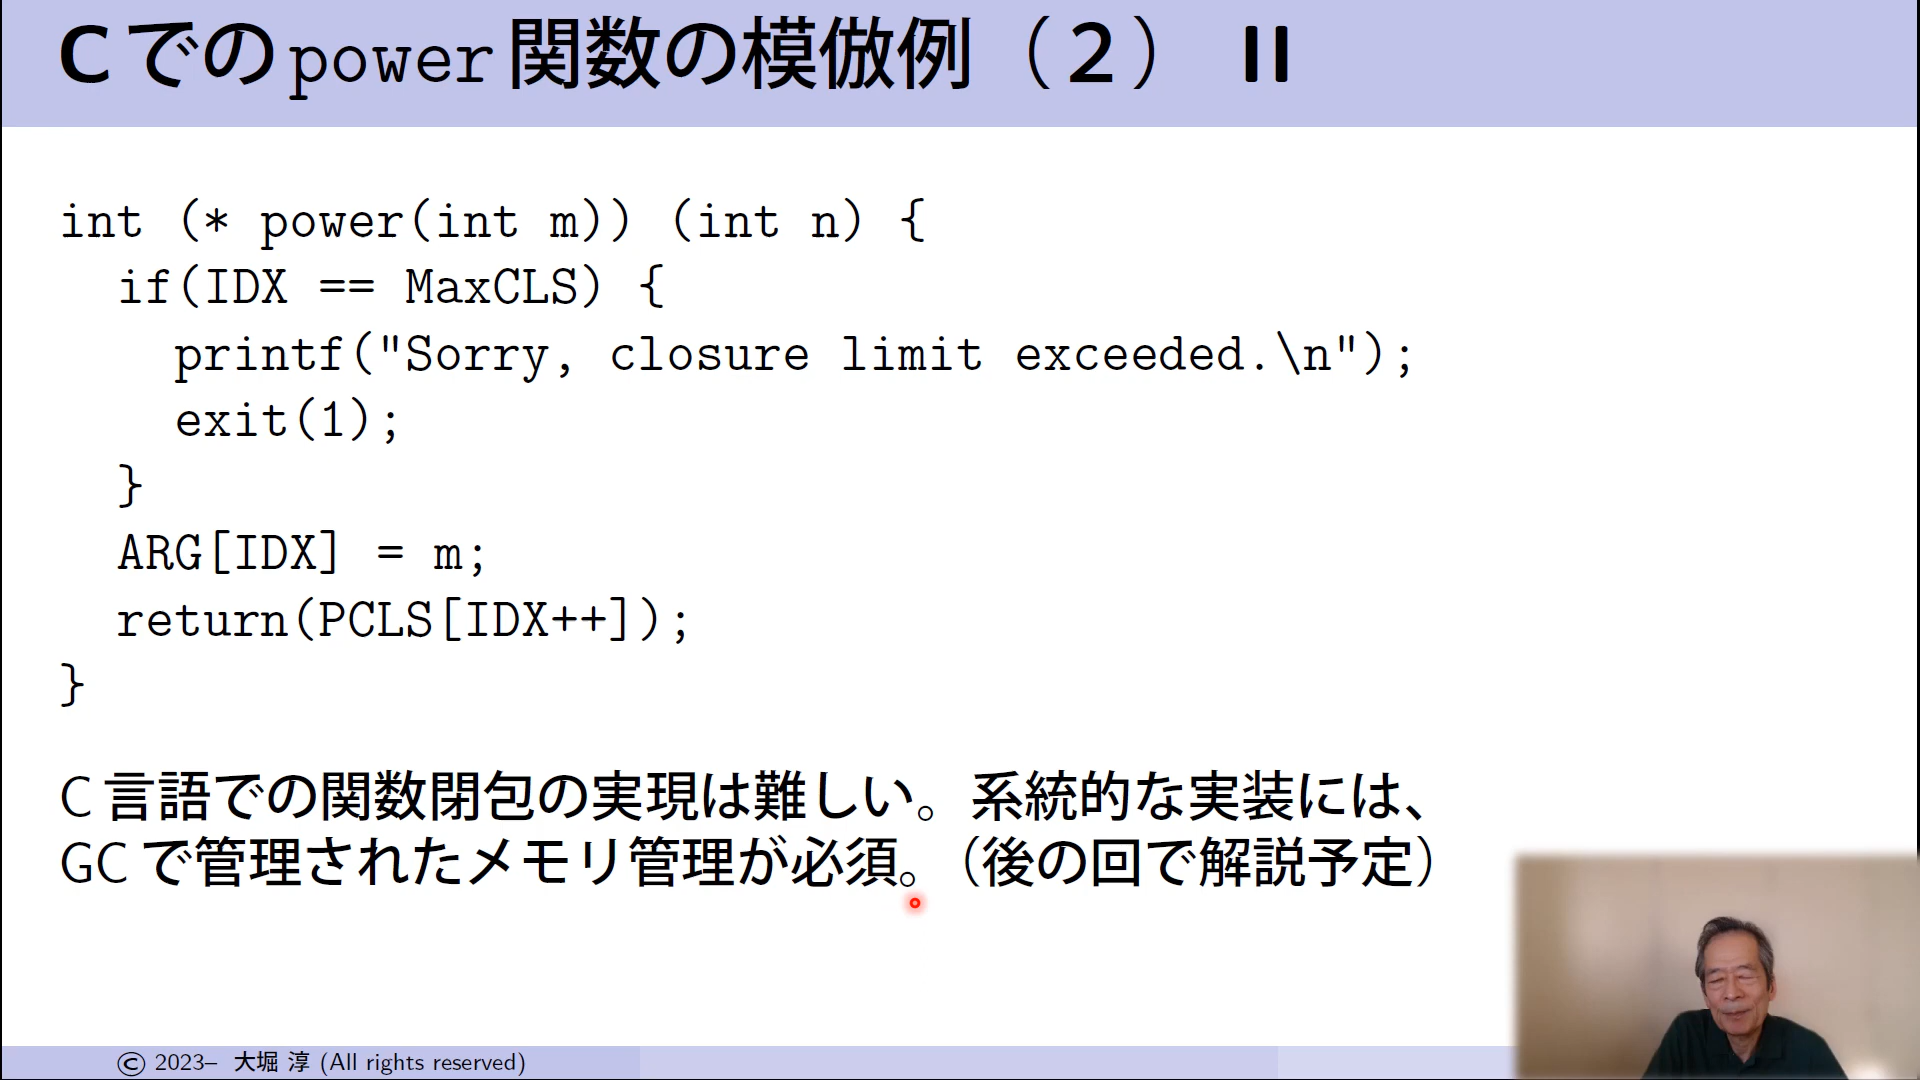 Cでのpower関数の模倣例（２） II
int (* power(int m)) (int n) {
if(IDX == MaxCLS) {
printf("Sorry, closure limit exceeded.\n");
exit(1);
}
ARG[IDX] = m;
return(PCLS[IDX++]);
}
C言語での関数閉包の実現は難しい。系統的な実装には、
GCで管理されたメモリ管理が必須。（後の回で解説予定）
© 2023– 大堀 淳 (All rights reserved)